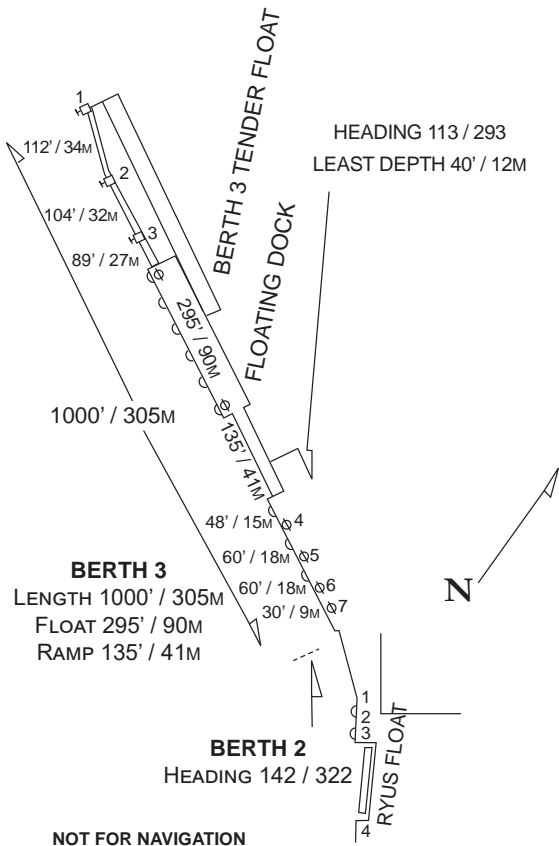 1
112' / 34M
2
104' / 32M
3
89' / 27M
BERTH 3 TENDER FLOAT
FLOATING DOCK
HEADING 113 / 293
LEAST DEPTH 40' / 12M
295' / 90M
1000' / 305M
135' / 41M
48' / 15M
4
60' / 18M
5
60' / 18M
6
30' / 9M
7
BERTH 3
LENGTH 1000' / 305M
FLOAT 295' / 90M
RAMP 135' / 41M
N
1
2
3
RYUS FLOAT
4
BERTH 2
HEADING 142 / 322
NOT FOR NAVIGATION